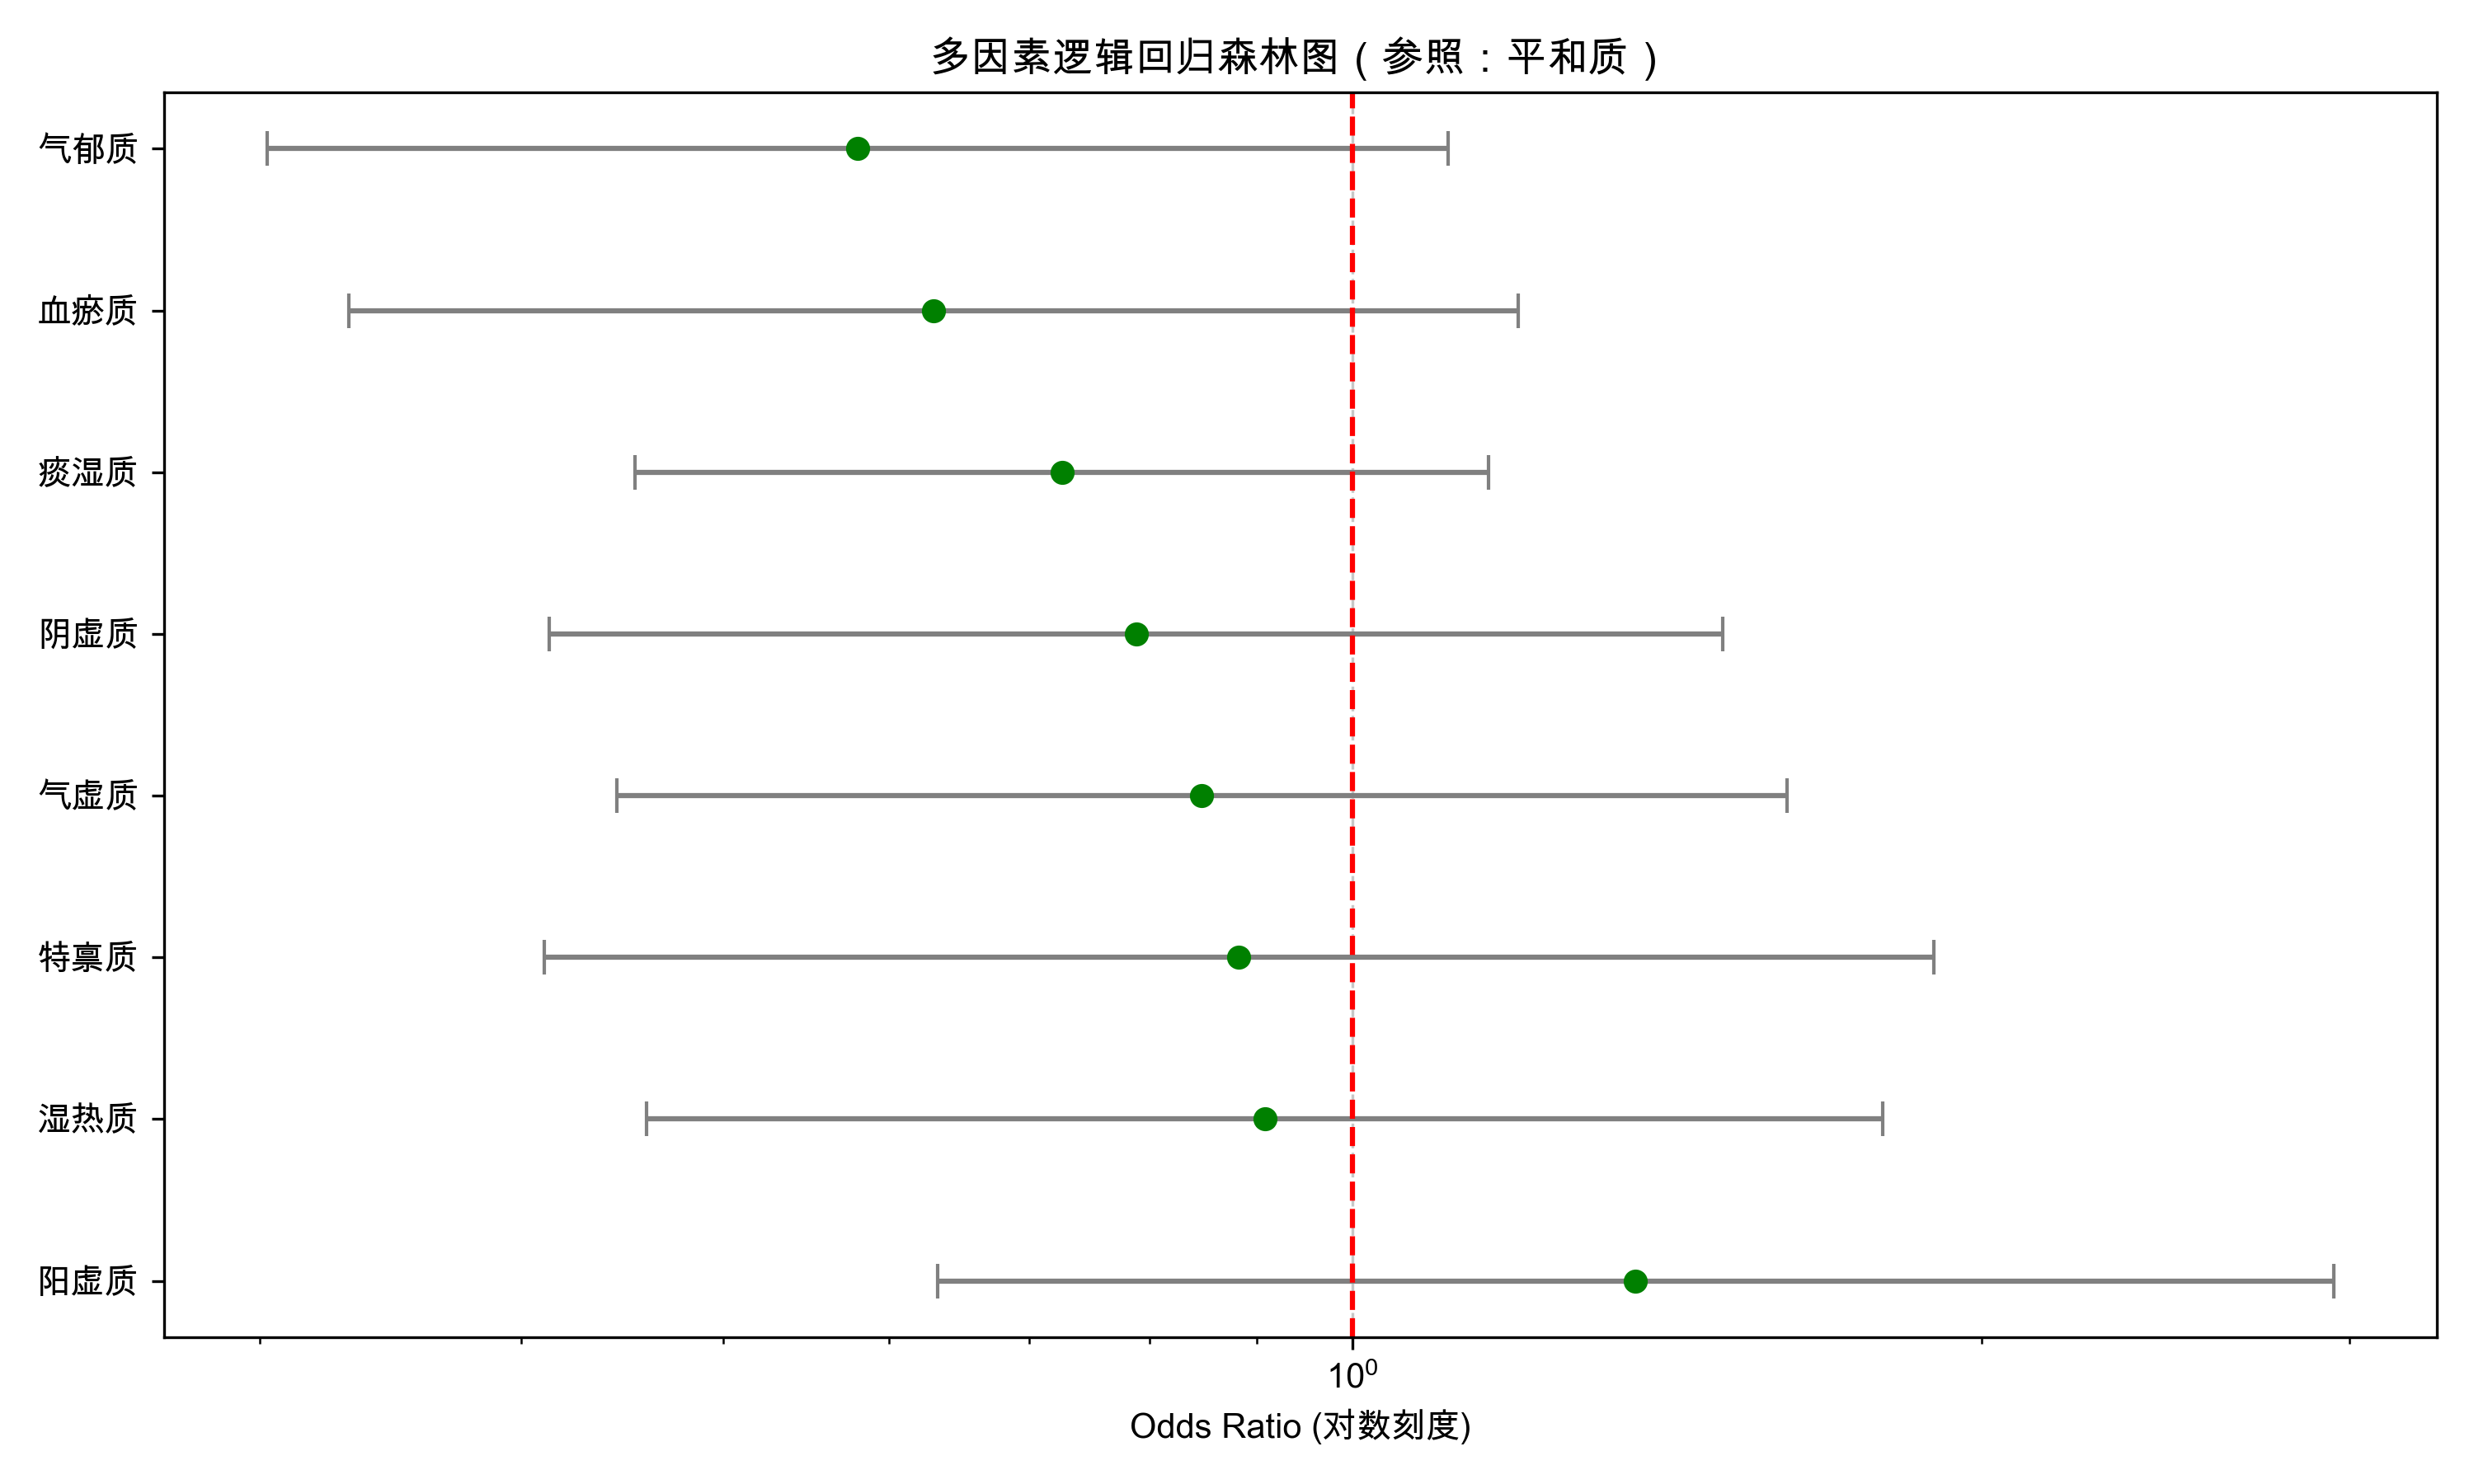 多因素逻辑回归森林图（参照：平和质）
气郁质
血瘀质
痰湿质
阴虚质
气虚质
特禀质
湿热质
阳虚质
10⁰
Odds Ratio (对数刻度)